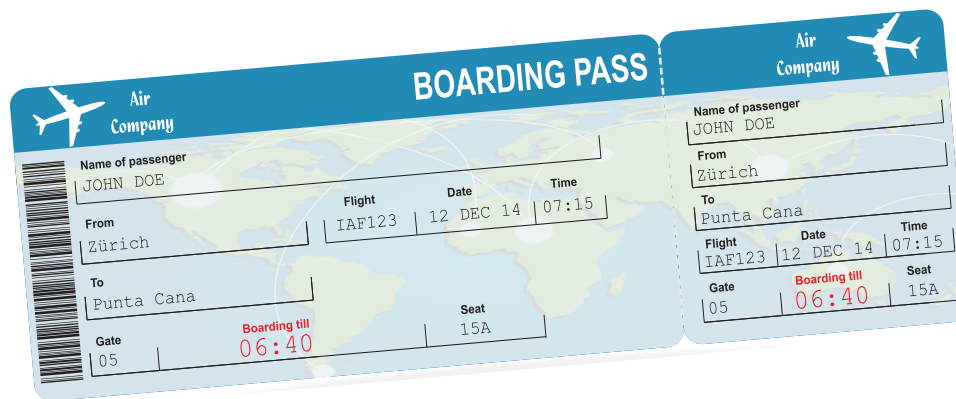 Air
Company
BOARDING PASS
Name of passenger
JOHN DOE
From
Zürich
Flight Date Time
IAF123 12 DEC 14 07:15
To
Punta Cana
Gate Boarding till Seat
05 06:40 15A
Air
Company
Name of passenger
JOHN DOE
From
Zürich
To
Punta Cana
Flight Date Time
IAF123 12 DEC 14 07:15
Gate Boarding till Seat
05 06:40 15A